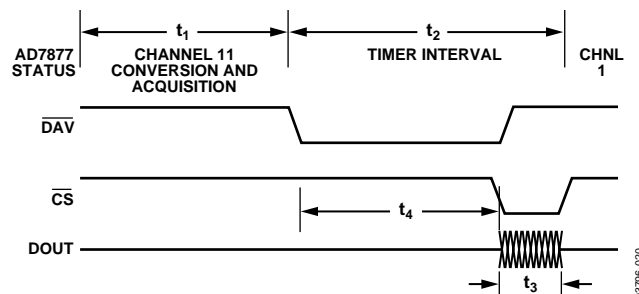 t1
t2
AD7877
STATUS
CHANNEL 11
CONVERSION AND
ACQUISITION
TIMER INTERVAL
CHNL
1
DAV
CS
t4
DOUT
t3